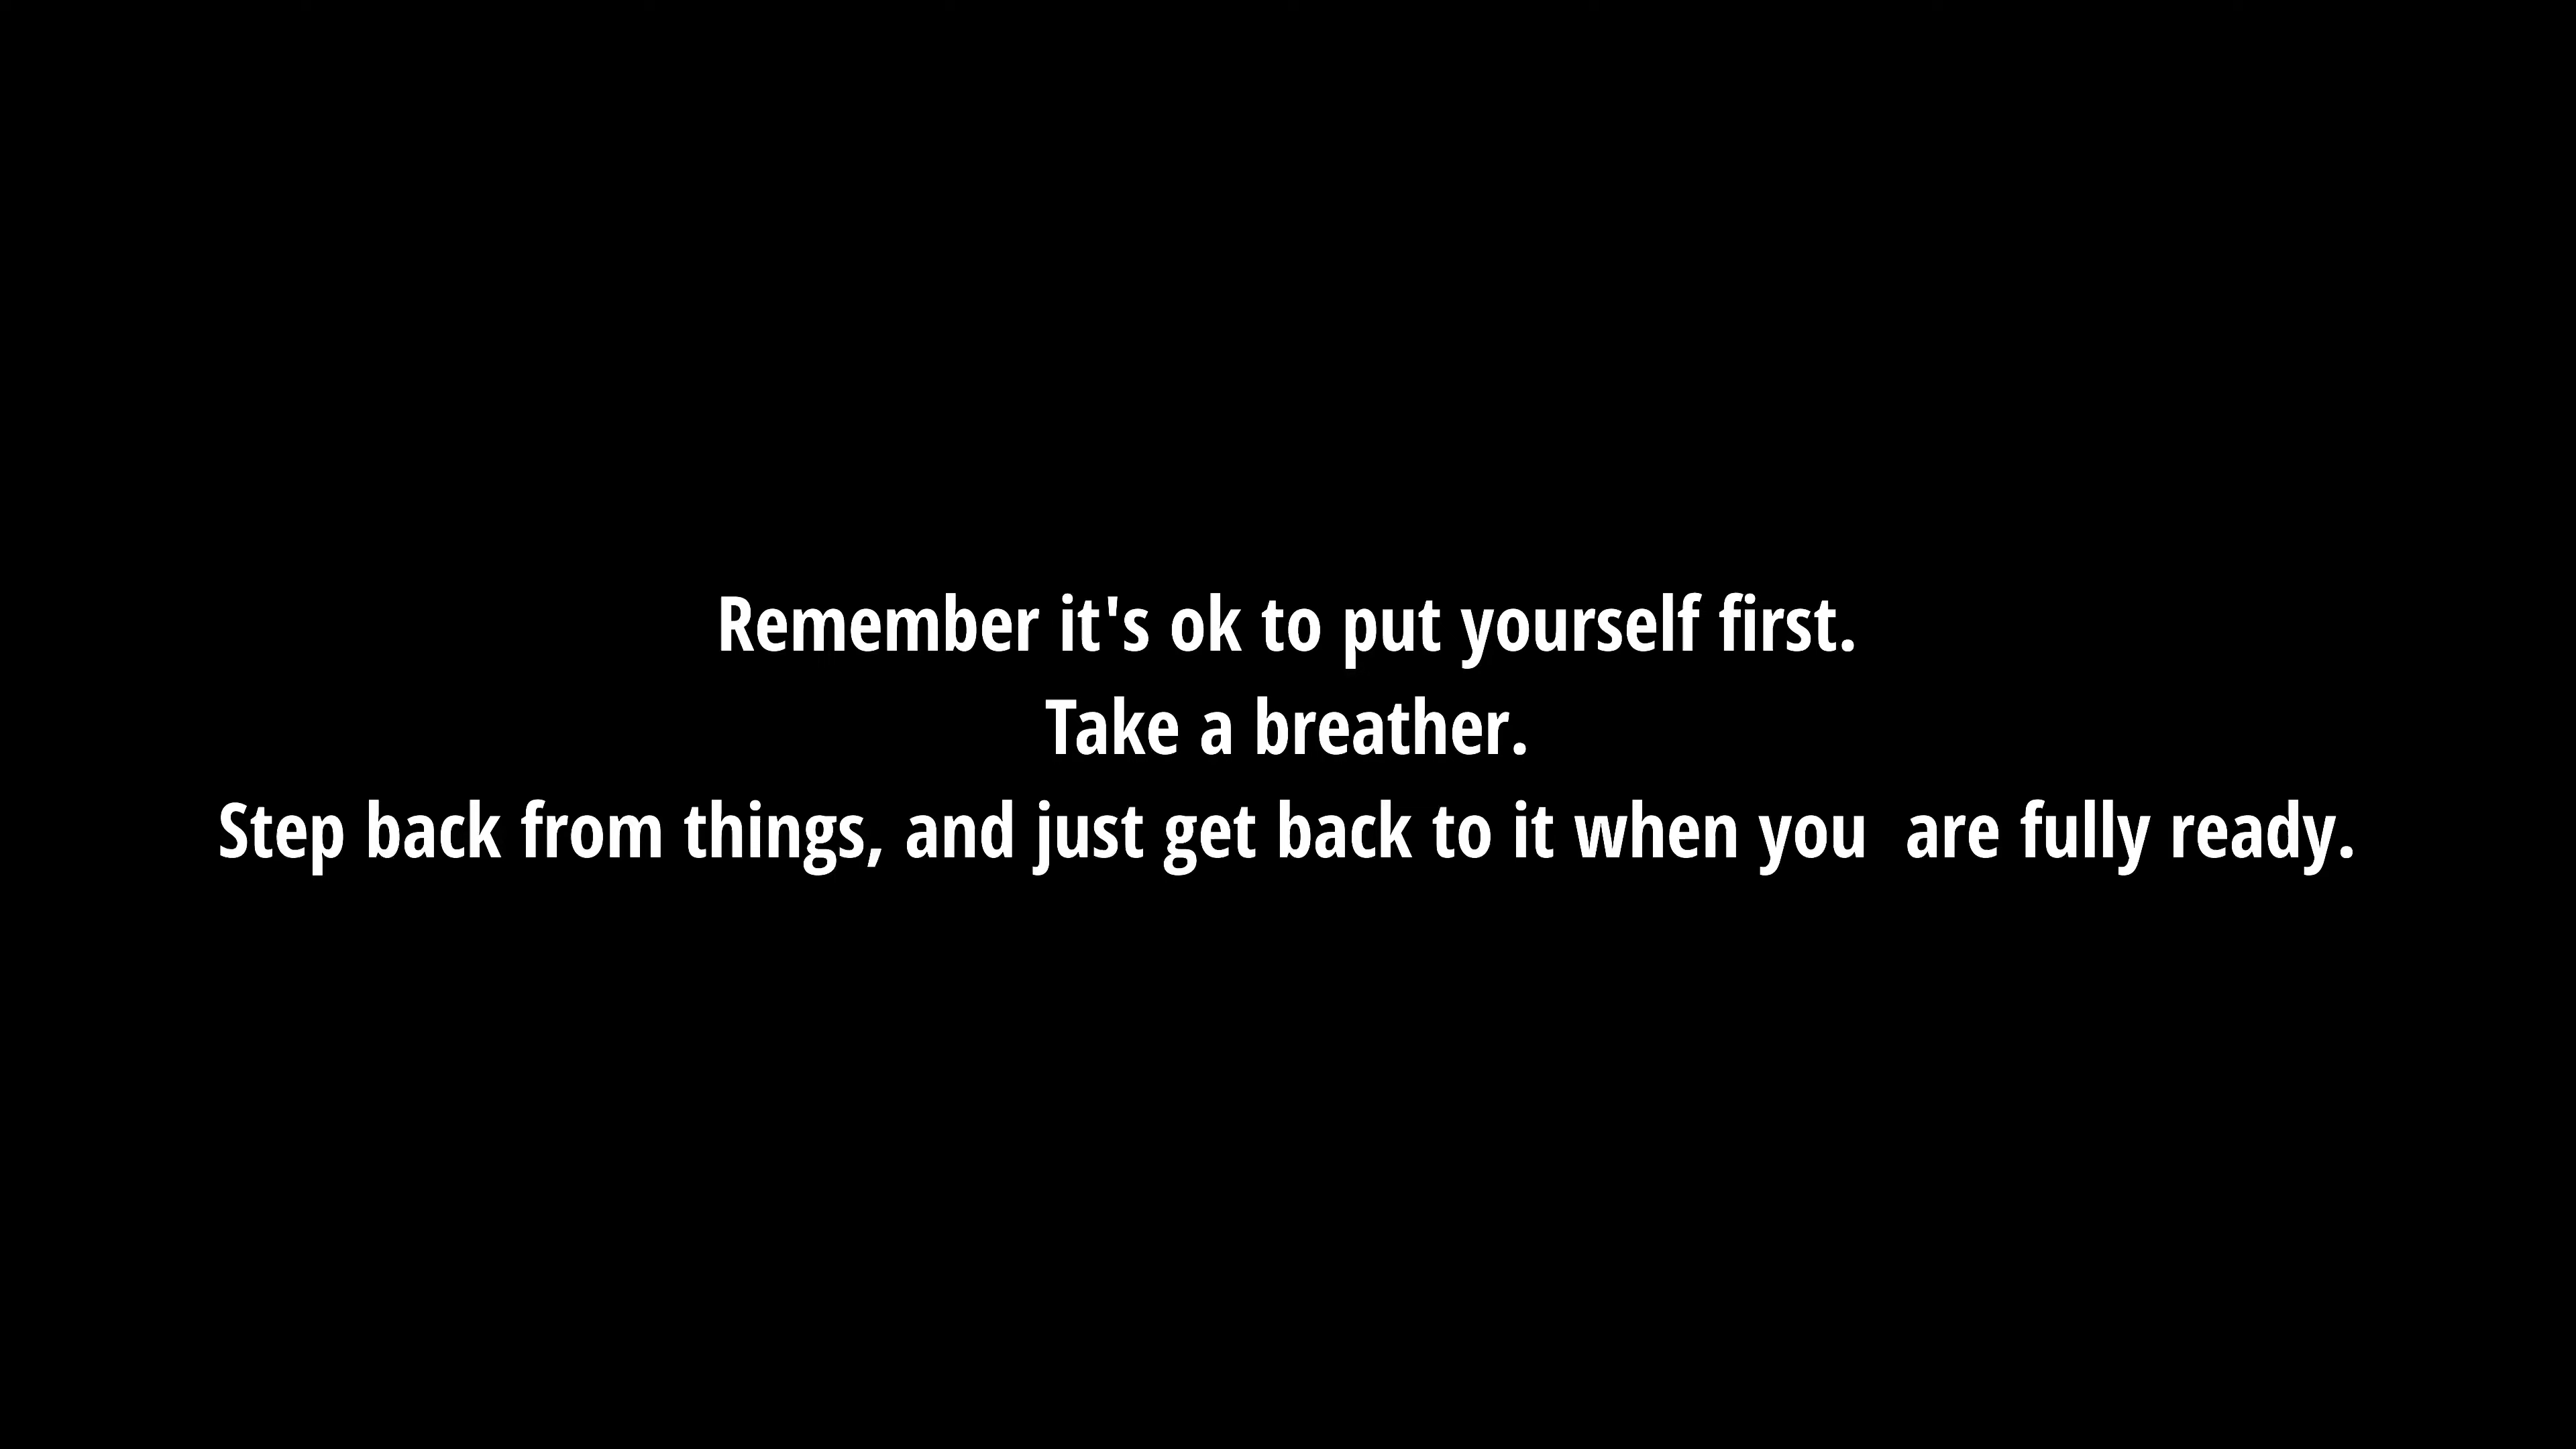 Remember it's ok to put yourself first.
Take a breather.
Step back from things, and just get back to it when you  are fully ready.